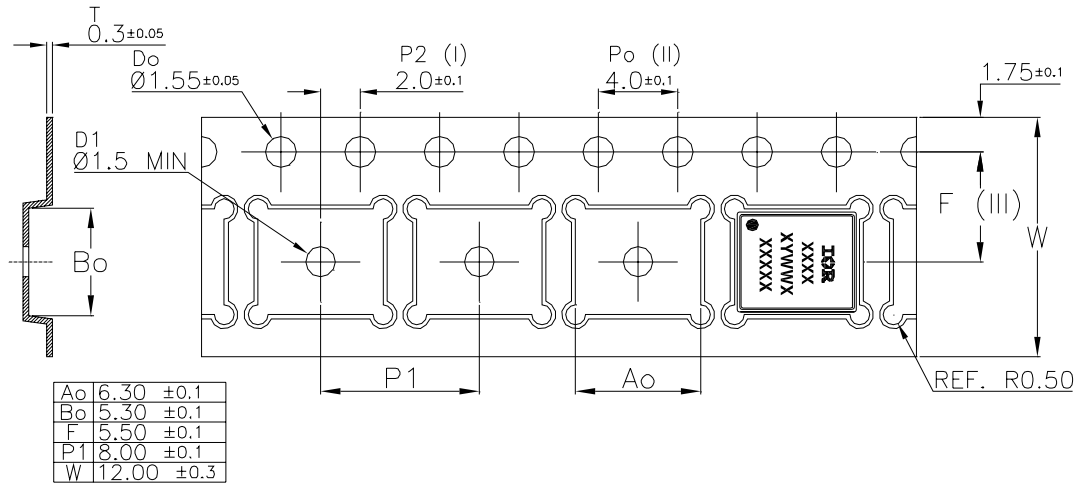 T
0.3±0.05
Do
Ø1.55±0.05
P2 (I)
2.0±0.1
Po (II)
4.0±0.1
1.75±0.1
D1
Ø1.5 MIN
F (III)
W
Bo
IOR
XXXX
XYWWX
XXXXX
P1
Ao
REF. R0.50
Ao 6.30 ±0.1
Bo 5.30 ±0.1
F 5.50 ±0.1
P1 8.00 ±0.1
W 12.00 ±0.3